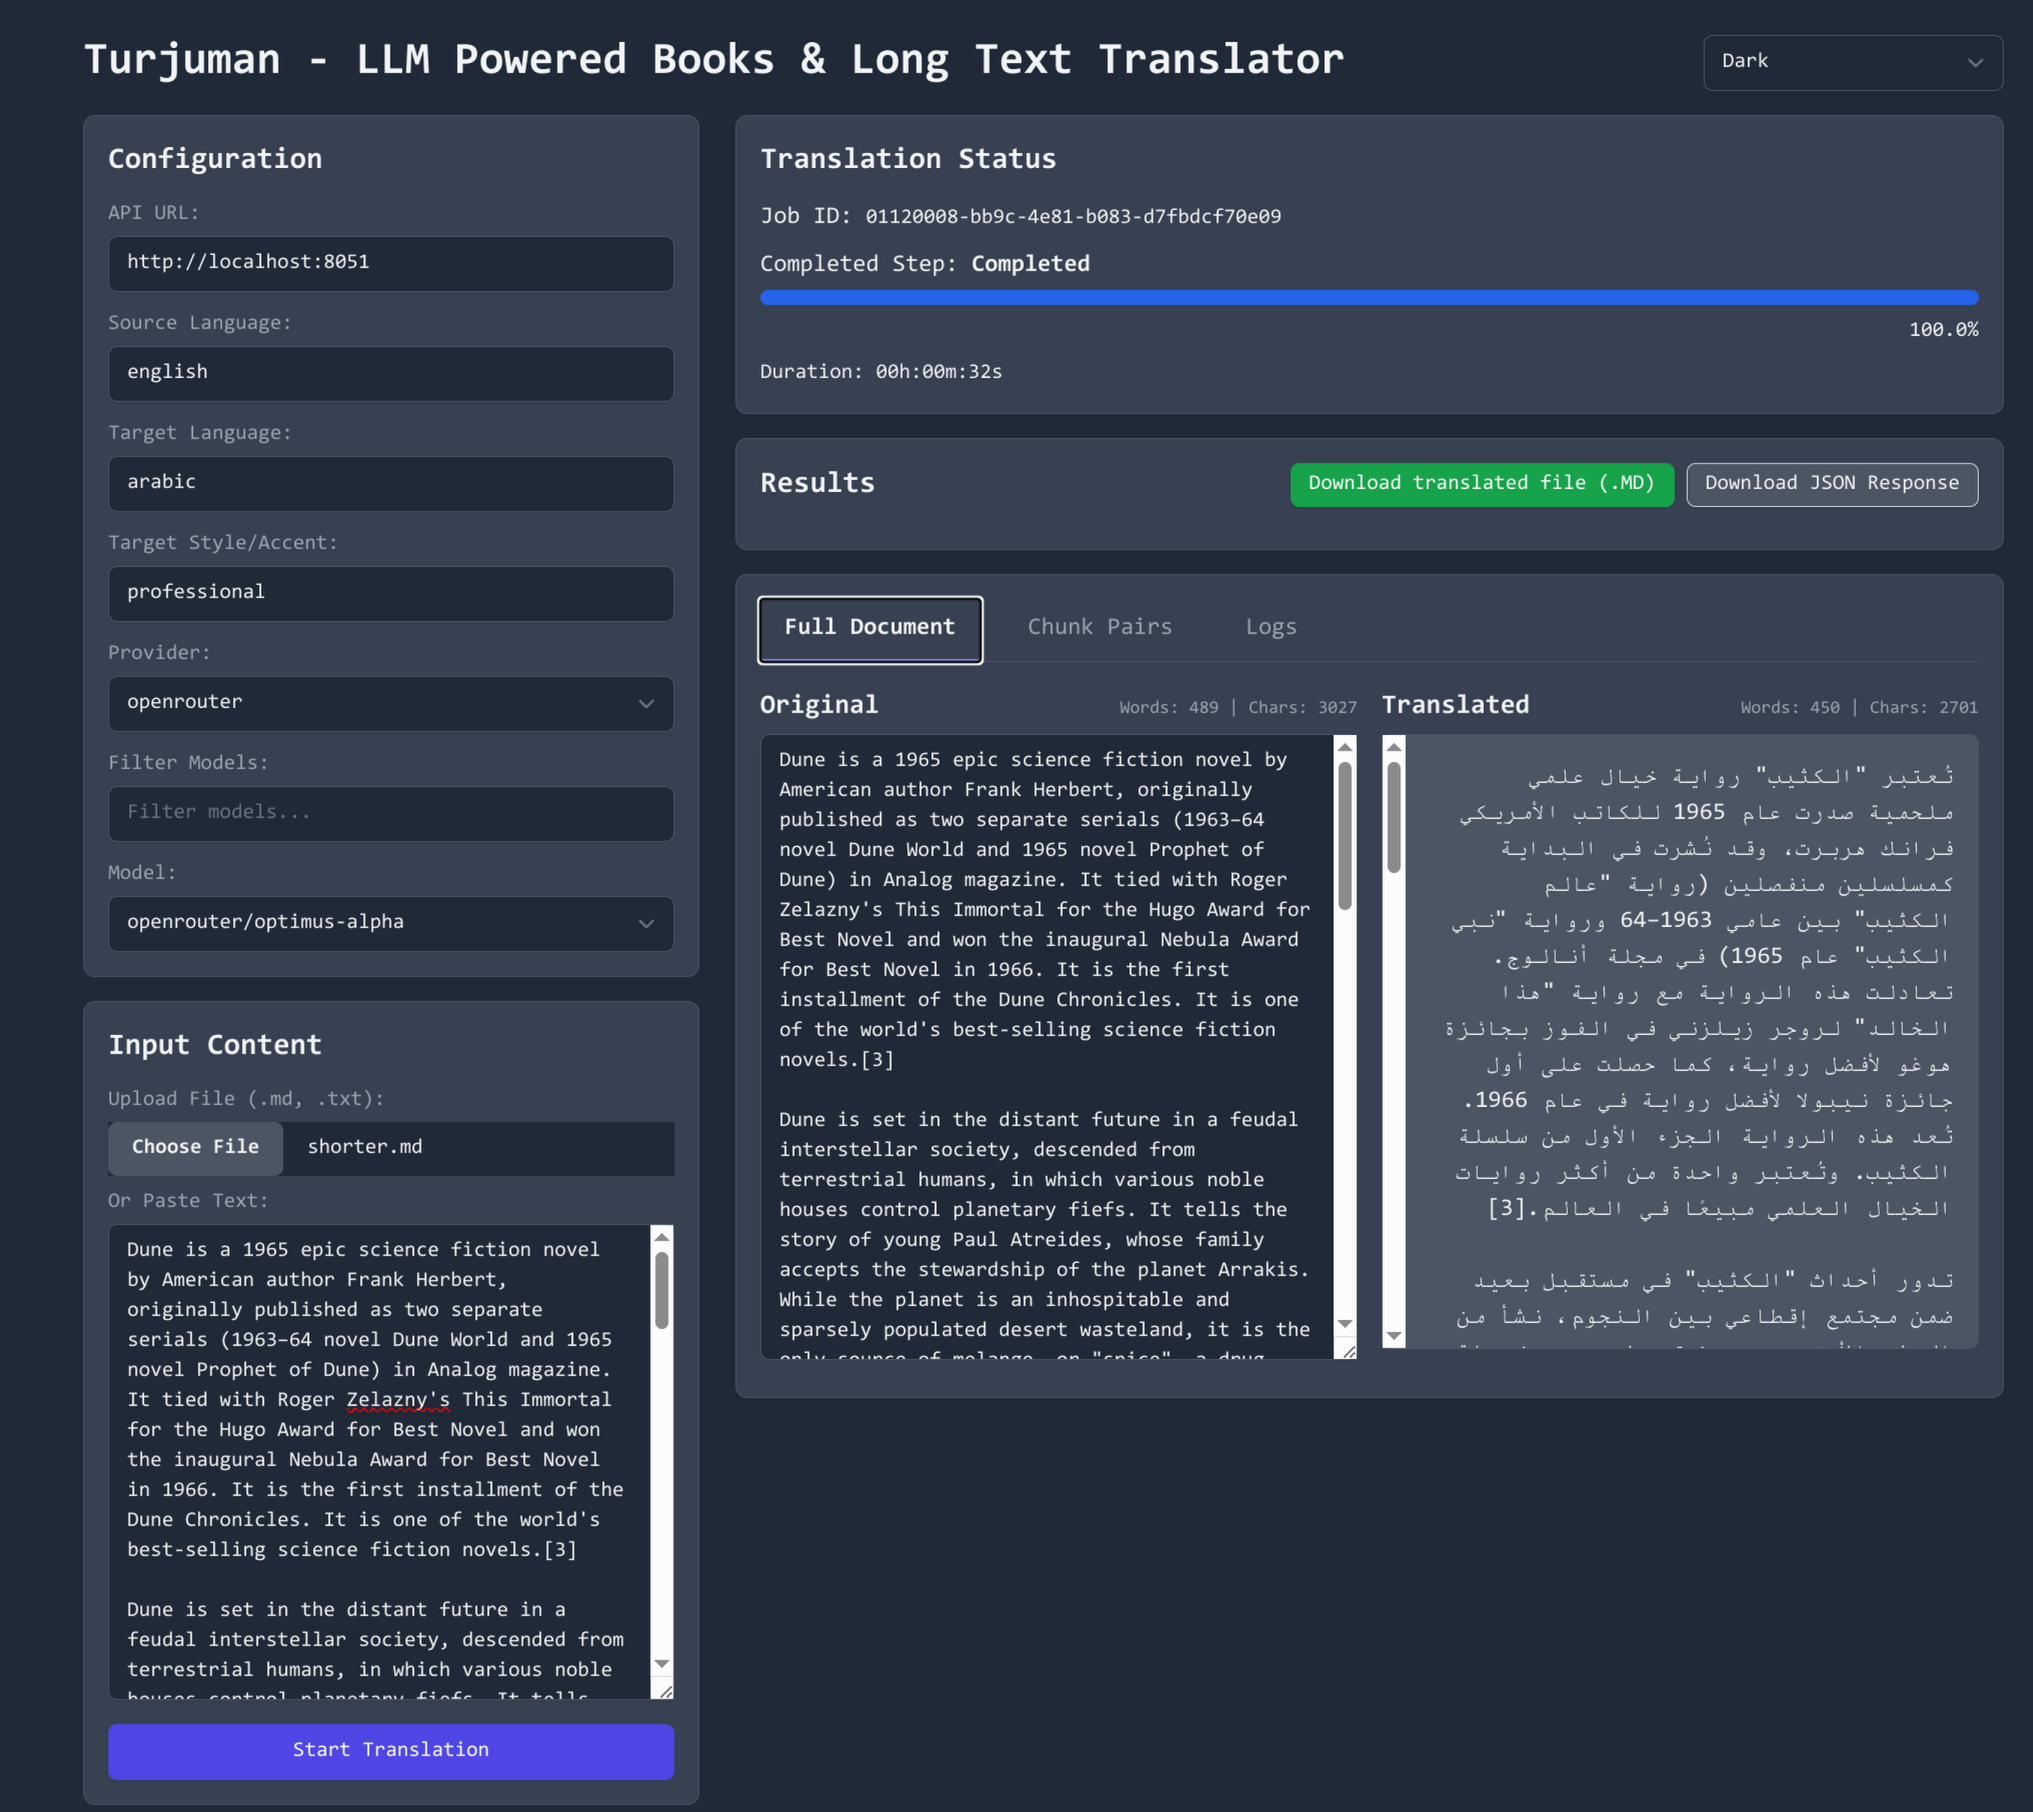 Turjuman - LLM Powered Books & Long Text Translator
Dark
Configuration
API URL:
http://localhost:8051
Source Language:
english
Target Language:
arabic
Target Style/Accent:
professional
Provider:
openrouter
Filter Models:
Filter models...
Model:
openrouter/optimus-alpha
Input Content
Upload File (.md, .txt):
Choose File shorter.md
Or Paste Text:
Dune is a 1965 epic science fiction novel
by American author Frank Herbert,
originally published as two separate
serials (1963–64 novel Dune World and 1965
novel Prophet of Dune) in Analog magazine.
It tied with Roger Zelazny's This Immortal
for the Hugo Award for Best Novel and won
the inaugural Nebula Award for Best Novel
in 1966. It is the first installment of the
Dune Chronicles. It is one of the world's
best-selling science fiction novels.[3]
Dune is set in the distant future in a
feudal interstellar society, descended from
terrestrial humans, in which various noble
houses control planetary fiefs. It tells
Start Translation
Translation Status
Job ID: 01120008-bb9c-4e81-b083-d7fbdcf70e09
Completed Step: Completed
100.0%
Duration: 00h:00m:32s
Results
Download translated file (.MD)
Download JSON Response
Full Document
Chunk Pairs
Logs
Original
Words: 489 | Chars: 3027
Dune is a 1965 epic science fiction novel by
American author Frank Herbert, originally
published as two separate serials (1963–64
novel Dune World and 1965 novel Prophet of
Dune) in Analog magazine. It tied with Roger
Zelazny's This Immortal for the Hugo Award for
Best Novel and won the inaugural Nebula Award
for Best Novel in 1966. It is the first
installment of the Dune Chronicles. It is one
of the world's best-selling science fiction
novels.[3]
Dune is set in the distant future in a feudal
interstellar society, descended from
terrestrial humans, in which various noble
houses control planetary fiefs. It tells the
story of young Paul Atreides, whose family
accepts the stewardship of the planet Arrakis.
While the planet is an inhospitable and
sparsely populated desert wasteland, it is the
only source of melange, or "spice", a drug
Translated
Words: 450 | Chars: 2701
تُعتبر "الكثيب" رواية خيال علمي
ملحمية صدرت عام 1965 للكاتب الأمريكي
فرانك هربرت، وقد نُشرت في البداية
كمسلسلين منفصلين (رواية "عالم
الكثيب" بين عامي 1963–64 ورواية "نبي
الكثيب" عام 1965) في مجلة أنالوج.
تعادلت هذه الرواية مع رواية "هذا
الخالد" لروجر زيلزني في الفوز بجائزة
هوغو لأفضل رواية، كما حصلت على أول
جائزة نيبولا لأفضل رواية في عام 1966.
تُعد هذه الرواية الجزء الأول من سلسلة
الكثيب. وتُعتبر واحدة من أكثر روايات
الخيال العلمي مبيعًا في العالم.[3]
تدور أحداث "الكثيب" في مستقبل بعيد
ضمن مجتمع إقطاعي بين النجوم، نشأ من